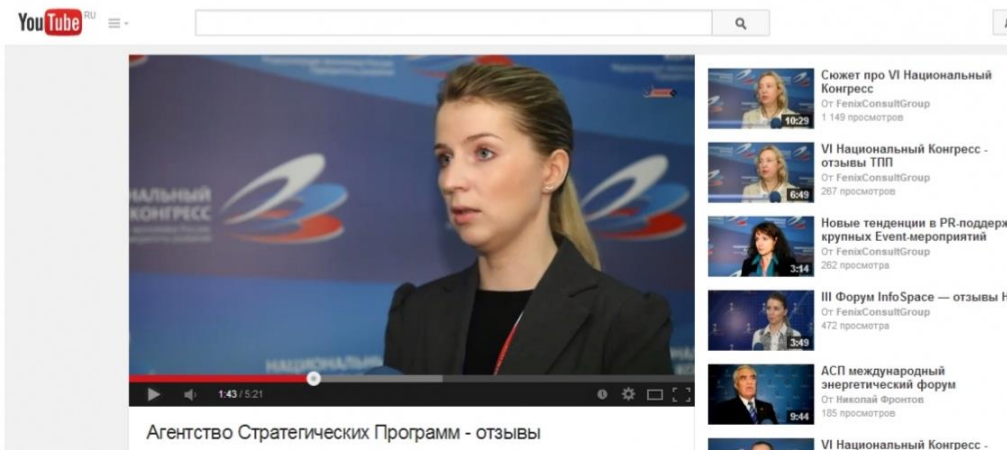 YouTube RU
НАЛЬНЫЙ
КОНГРЕСС
НАЦИОНАЛЬНЫ
1:43 / 5:21
Агентство Стратегических Программ - отзывы
10:29
Сюжет про VI Национальный
Конгресс
От FenixConsultGroup
1 149 просмотров
6:49
VI Национальный Конгресс -
отзывы ТПП
От FenixConsultGroup
267 просмотров
3:14
Новые тенденции в PR-поддерж
крупных Event-мероприятий
От FenixConsultGroup
262 просмотра
3:49
III Форум InfoSpace — отзывы Н
От FenixConsultGroup
472 просмотра
9:44
АСП международный
энергетический форум
От Николай Фронтов
185 просмотров
VI Национальный Конгресс -